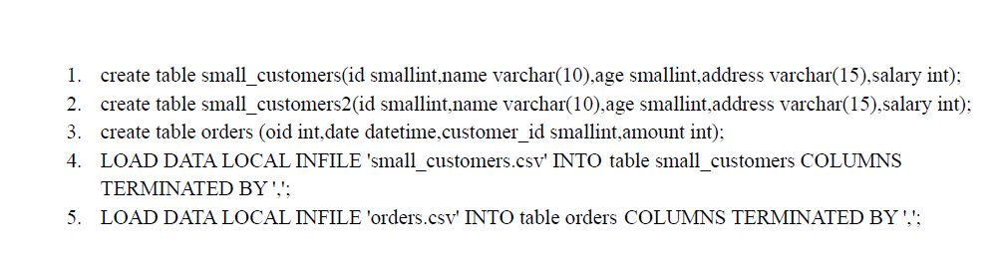 1. create table small_customers(id smallint,name varchar(10),age smallint,address varchar(15),salary int);
2. create table small_customers2(id smallint,name varchar(10),age smallint,address varchar(15),salary int);
3. create table orders (oid int,date datetime,customer_id smallint,amount int);
4. LOAD DATA LOCAL INFILE 'small_customers.csv' INTO table small_customers COLUMNS
TERMINATED BY ',';
5. LOAD DATA LOCAL INFILE 'orders.csv' INTO table orders COLUMNS TERMINATED BY ',';